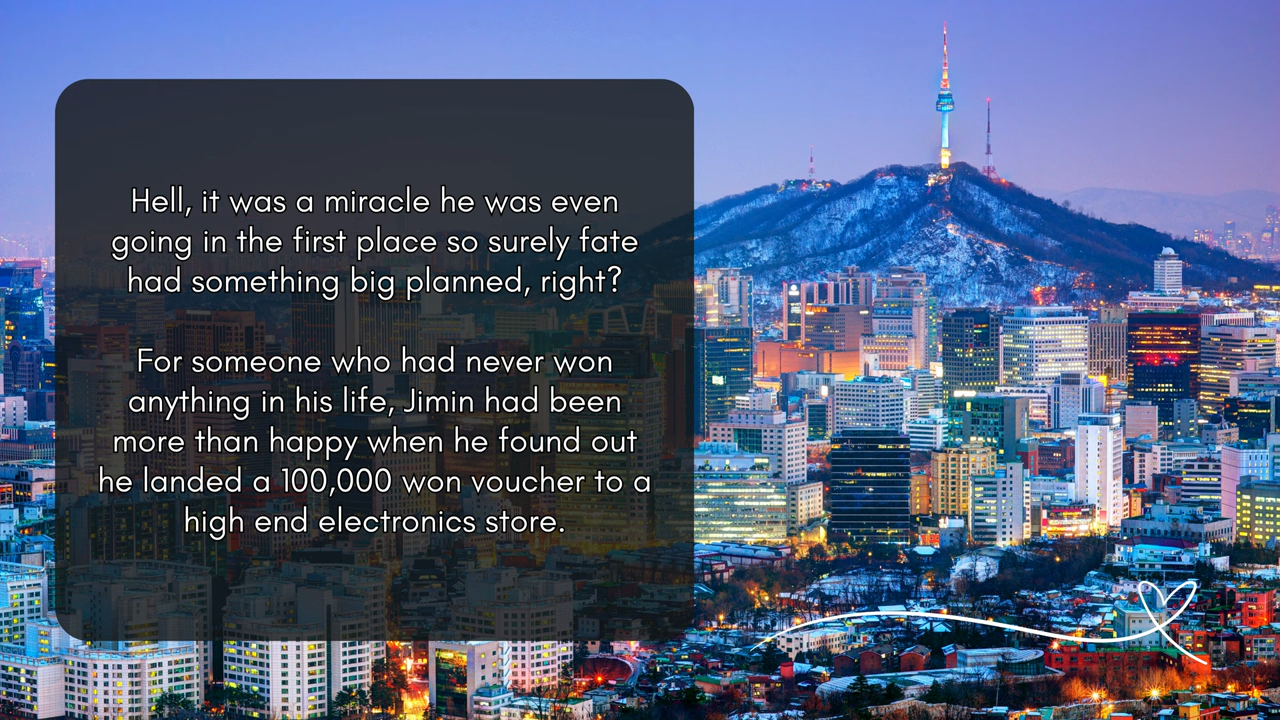 Hell, it was a miracle he was even
going in the first place so surely fate
had something big planned, right?
For someone who had never won
anything in his life, Jimin had been
more than happy when he found out
he landed a 100,000 won voucher to a
high end electronics store.